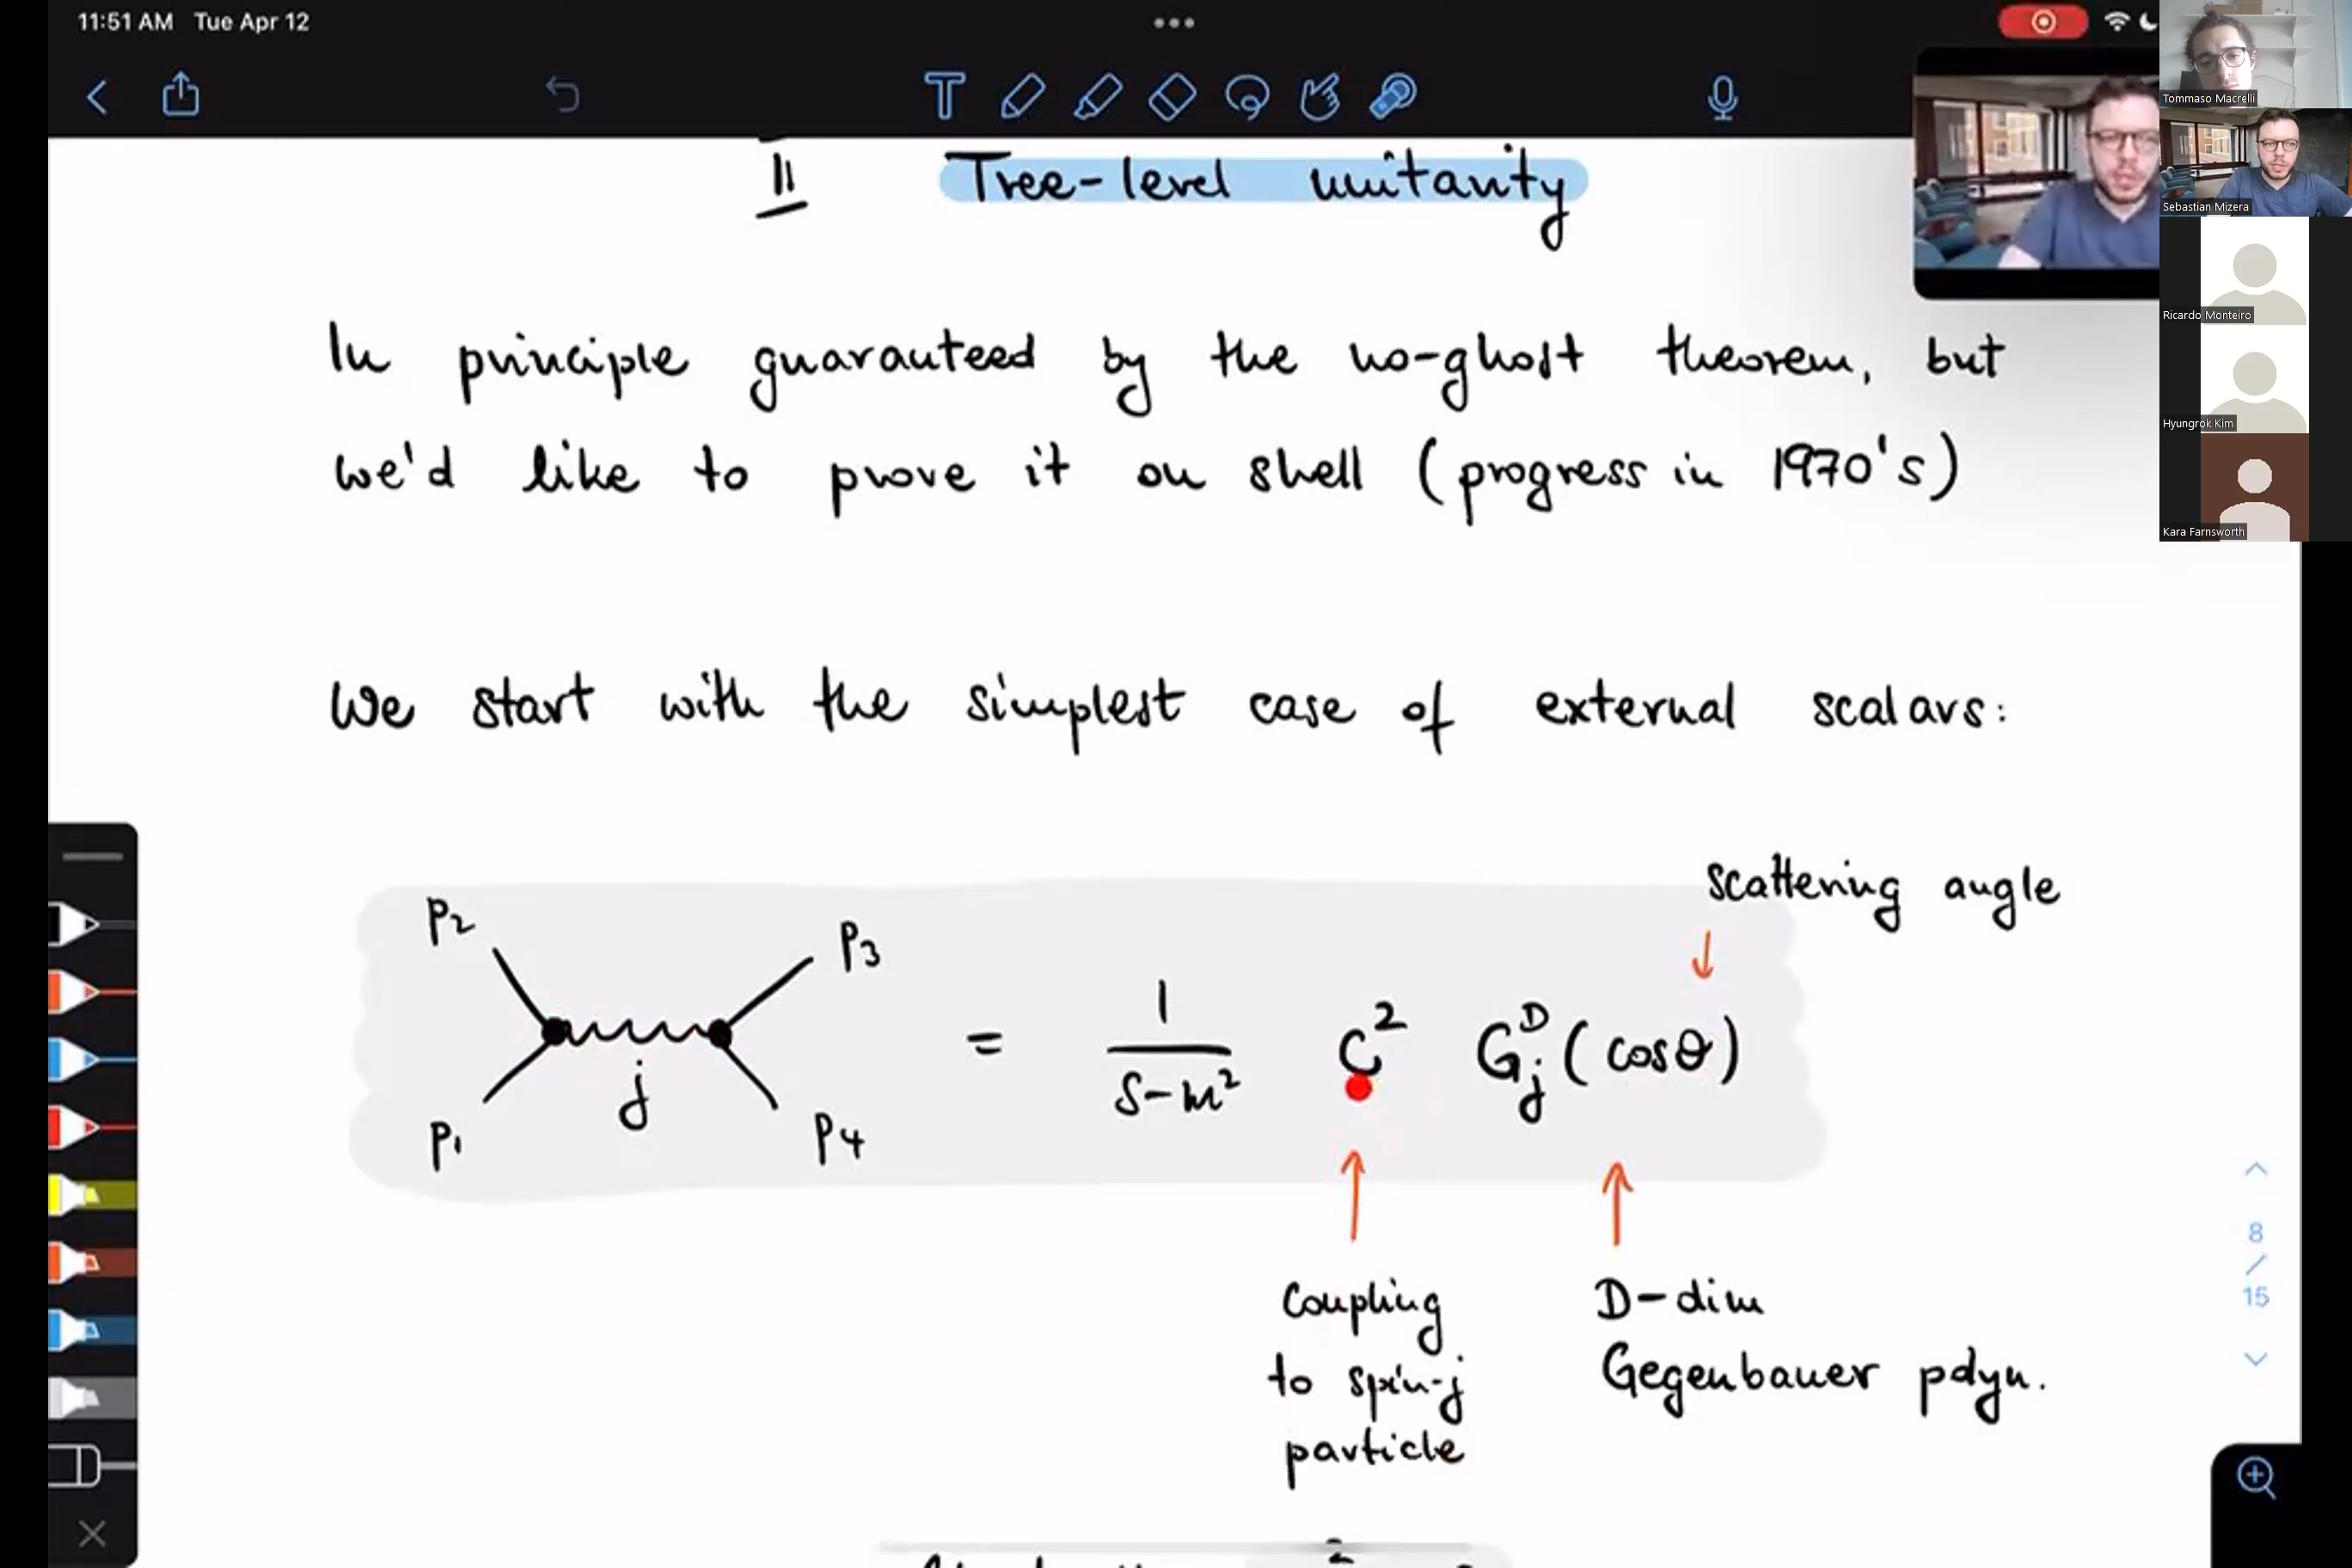 11:51 AM Tue Apr 12
Tommaso Macrelli
Sebastian Mizera
Ricardo Monteiro
Hyungrok Kim
Kara Farnsworth
II Tree-level unitarity
In principle guaranteed by the no-ghost theorem, but
we'd like to prove it on shell (progress in 1970's)
We start with the simplest case of external scalars:
scattering angle
↓
p2 p3
j
p1 p4
= 1/(s-m²) C² G_j^D (cosθ)
↑ ↑
Coupling
to spin-j
particle
D-dim
Gegenbauer polyn.
8
/
15